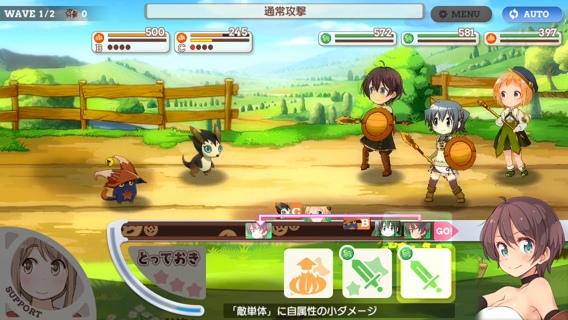 WAVE 1/2 0
通常攻撃
MENU
AUTO
500
B
245
C
572
581
397
C
B
GO!
とっておき
SUPPORT
「敵単体」に自属性の小ダメージ